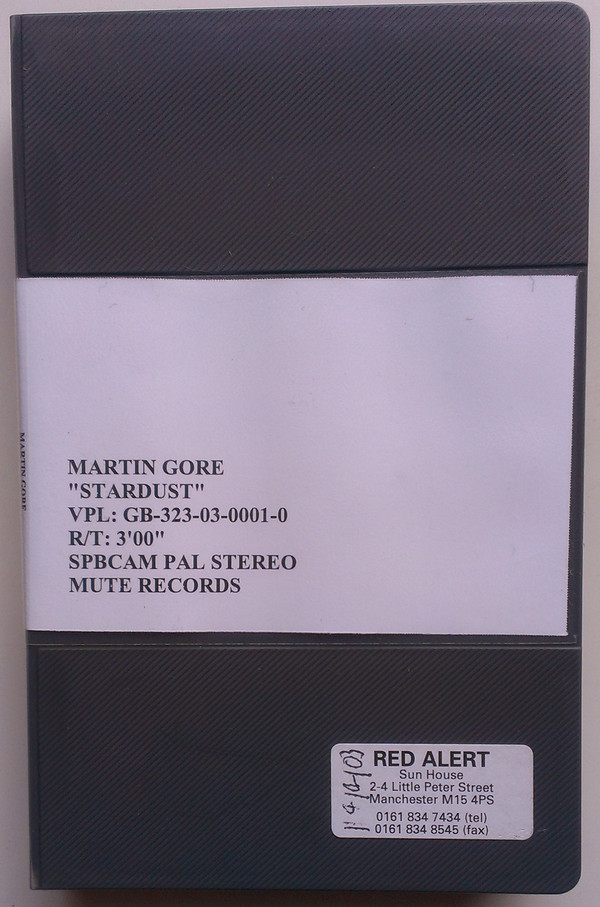 MARTIN GORE
"STARDUST"
VPL: GB-323-03-0001-0
R/T: 3'00"
SPBCAM PAL STEREO
MUTE RECORDS
MARTIN GORE
RED ALERT
Sun House
2-4 Little Peter Street
Manchester M15 4PS
0161 834 7434 (tel)
0161 834 8545 (fax)